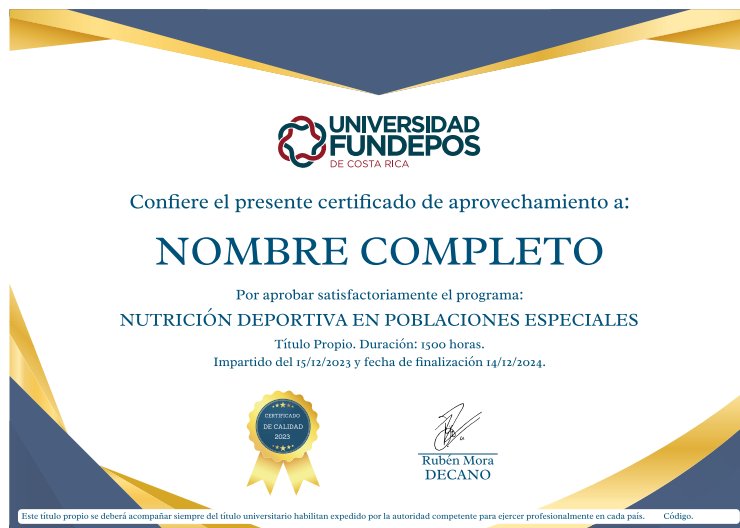 UNIVERSIDAD
FUNDEPOS
DE COSTA RICA
Confiere el presente certificado de aprovechamiento a:
NOMBRE COMPLETO
Por aprobar satisfactoriamente el programa:
NUTRICIÓN DEPORTIVA EN POBLACIONES ESPECIALES
Título Propio. Duración: 1500 horas.
Impartido del 15/12/2023 y fecha de finalización 14/12/2024.
CERTIFICADO
DE CALIDAD
2023
Rubén Mora
DECANO
Este título propio se deberá acompañar siempre del título universitario habilitan expedido por la autoridad competente para ejercer profesionalmente en cada país. Código.